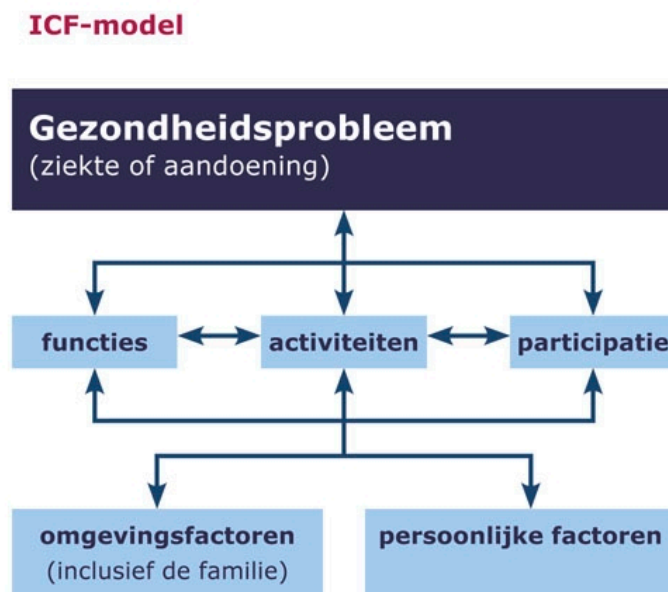 ICF-model
Gezondheidsprobleem
(ziekte of aandoening)
functies
activiteiten
participatie
omgevingsfactoren
(inclusief de familie)
persoonlijke factoren